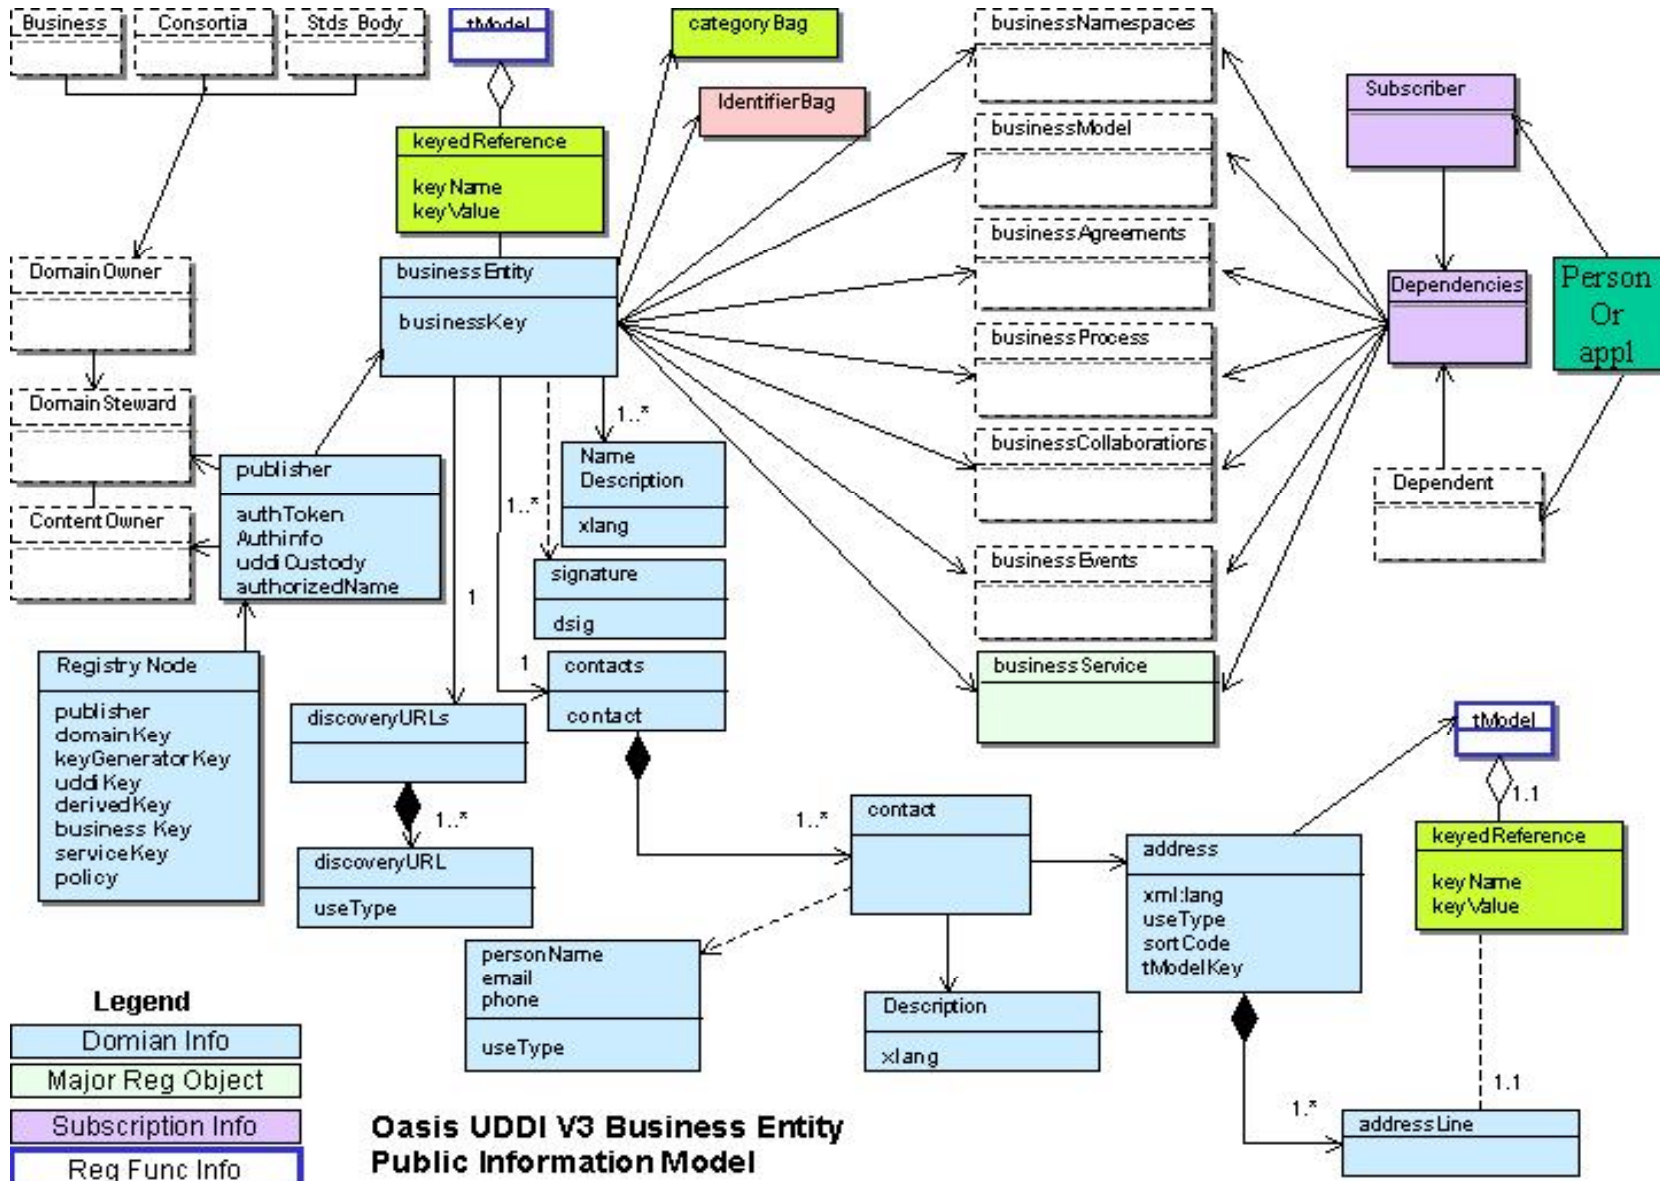 Business
Consortia
Stds Body
tModel
categoryBag
businessNamespaces
IdentifierBag
Subscriber
keyedReference
keyName
keyValue
businessModel
businessAgreements
DomainOwner
businessEntity
businessKey
Dependencies
Person
Or
appl
businessProcess
DomainSteward
1..*
Name
Description
xlang
businessCollaborations
publisher
authToken
Authinfo
uddiCustody
authorizedName
Dependent
1..*
ContentOwner
signature
dsig
businessEvents
1
Registry Node
publisher
domainKey
keyGeneratorKey
uddiKey
derivedKey
business Key
serviceKey
policy
1
contacts
contact
businessService
discoveryURLs
tModel
1..*
discoveryURL
useType
1..*
contact
1.1
keyedReference
keyName
keyValue
address
xml:lang
useType
sortCode
tModelKey
personName
email
phone
useType
Description
xlang
Legend
Domian Info
Major Reg Object
Subscription Info
Reg Func Info
1.1
1.*
addressLine
Oasis UDDI V3 Business Entity
Public Information Model